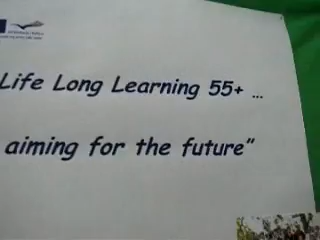 Life Long Learning 55+ ...
aiming for the future"